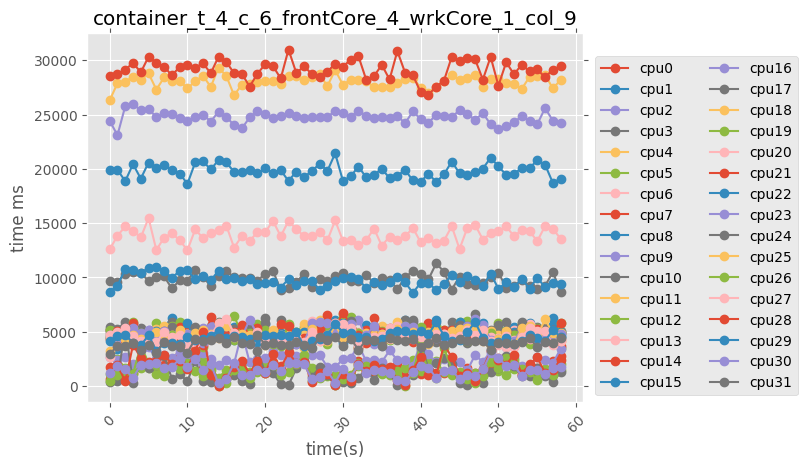 container_t_4_c_6_frontCore_4_wrkCore_1_col_9
30000
25000
20000
15000
10000
5000
0
time ms
0
10
20
30
40
50
60
time(s)
cpu0
cpu1
cpu2
cpu3
cpu4
cpu5
cpu6
cpu7
cpu8
cpu9
cpu10
cpu11
cpu12
cpu13
cpu14
cpu15
cpu16
cpu17
cpu18
cpu19
cpu20
cpu21
cpu22
cpu23
cpu24
cpu25
cpu26
cpu27
cpu28
cpu29
cpu30
cpu31